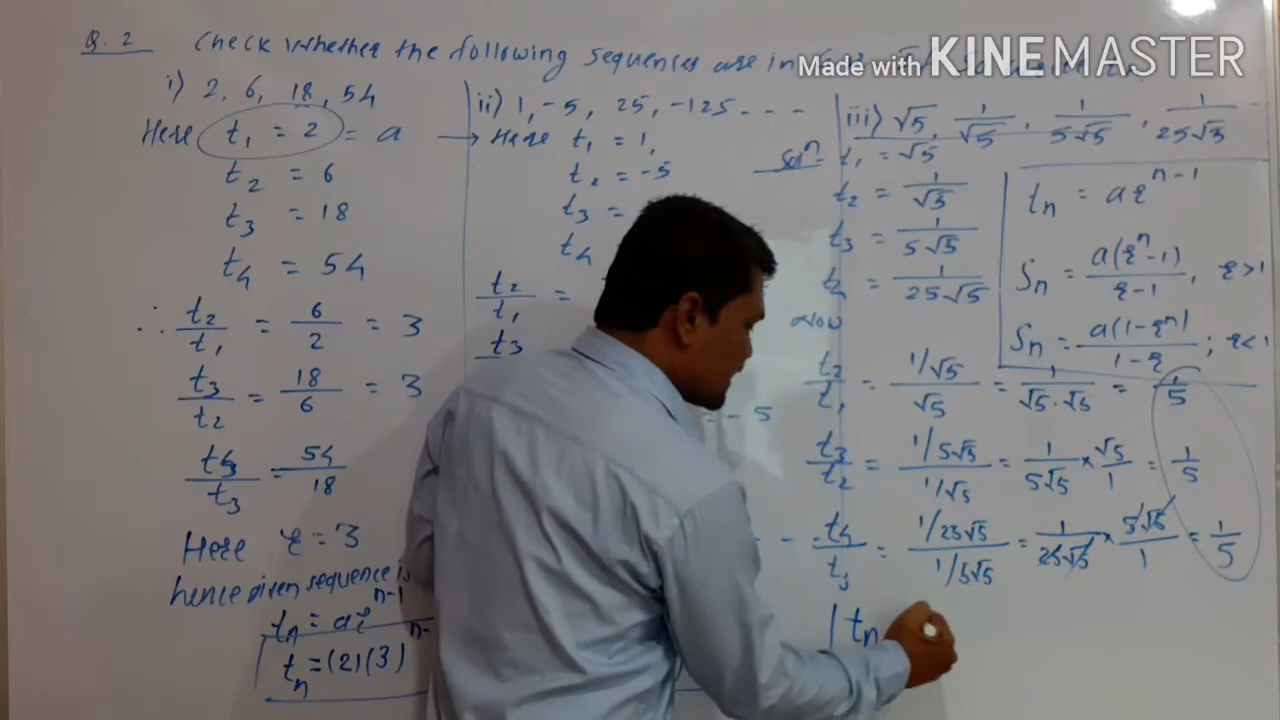 Q. 2 Check whether the following sequences are in
Made with KINEMASTER
i) 2, 6, 18, 54
Here t₁ = 2 = a
t₂ = 6
t₃ = 18
t₄ = 54
∴ t₂/t₁ = 6/2 = 3
t₃/t₂ = 18/6 = 3
t₄/t₃ = 54/18
Here r = 3
hence given sequence is
tₙ = ar^(n-1)
tₙ = (2)(3)^n-
ii) 1, -5, 25, -125 - - - -
→ Here t₁ = 1,
t₂ = -5
t₃ =
t₄
t₂/t₁ =
t₃
= - 5
iii) √5, 1/√5, 1/5√5, 1/25√5 --
Solⁿ- t₁ = √5
t₂ = 1/√5
t₃ = 1/5√5
t₄ = 1/25√5
Now
t₂/t₁ = (1/√5)/√5 = 1/(√5.√5) = 1/5
t₃/t₂ = (1/5√5)/(1/√5) = 1/5√5 × √5/1 = 1/5
t₄/t₃ = (1/25√5)/(1/5√5) = 1/25√5 × 5√5/1 = 1/5
tₙ
tₙ = ar^(n-1)
Sₙ = a(rⁿ-1)/(r-1), r>1
Sₙ = a(1-rⁿ)/(1-r); r<1